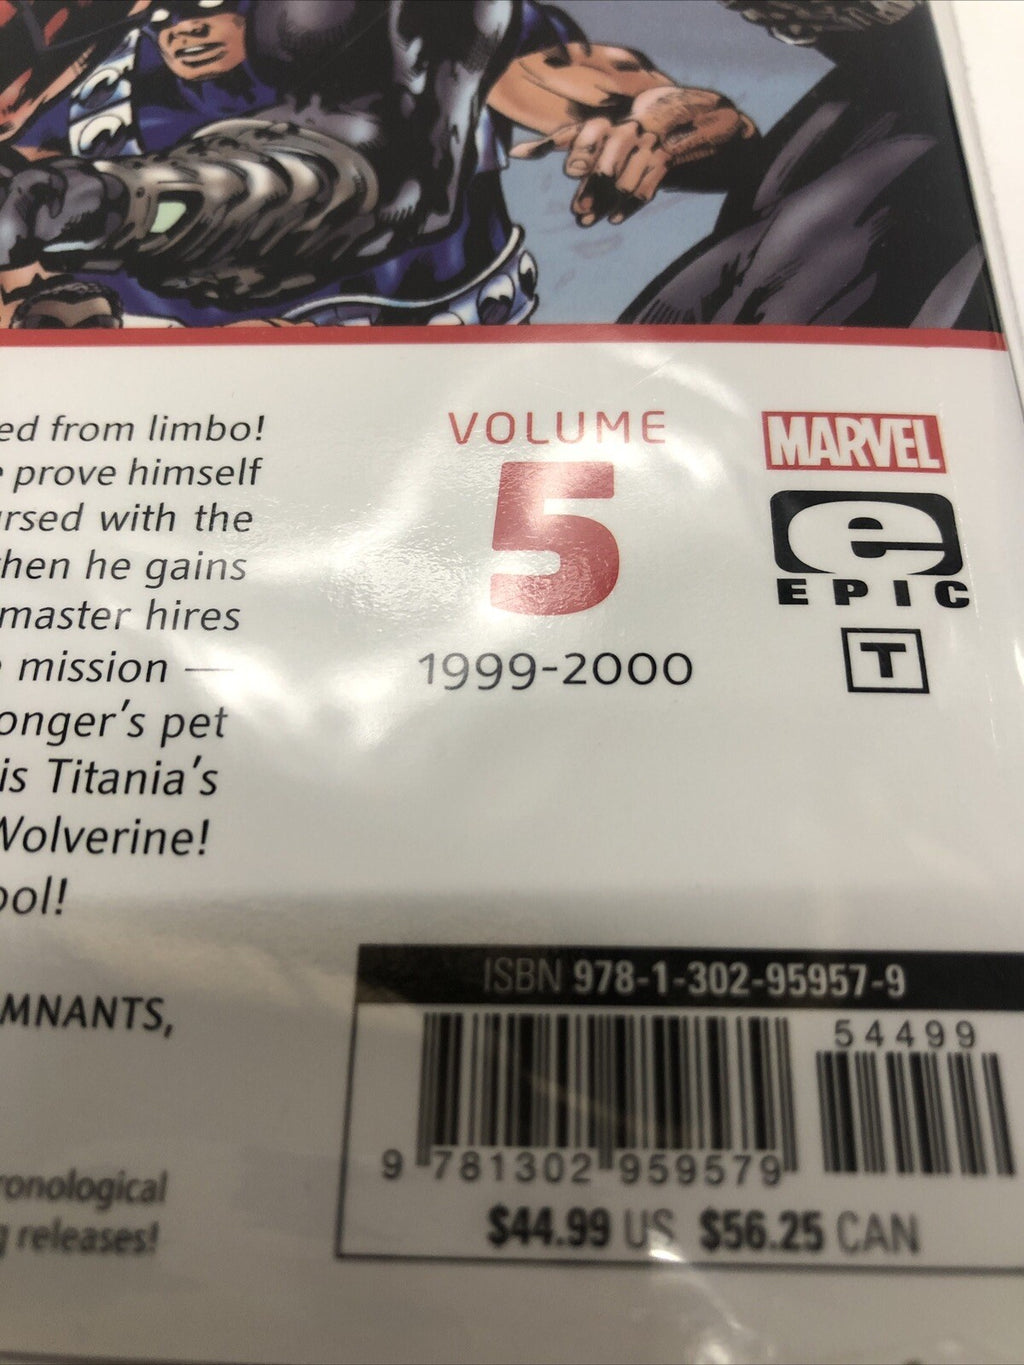 ed from limbo!
prove himself
ursed with the
when he gains
master hires
mission —
onger's pet
is Titania's
Wolverine!
ool!
MNANTS,
ronological
g releases!
VOLUME
5
1999-2000
MARVEL
e
EPIC
T
ISBN 978-1-302-95957-9
54499
9 781302 959579
$44.99 US $56.25 CAN